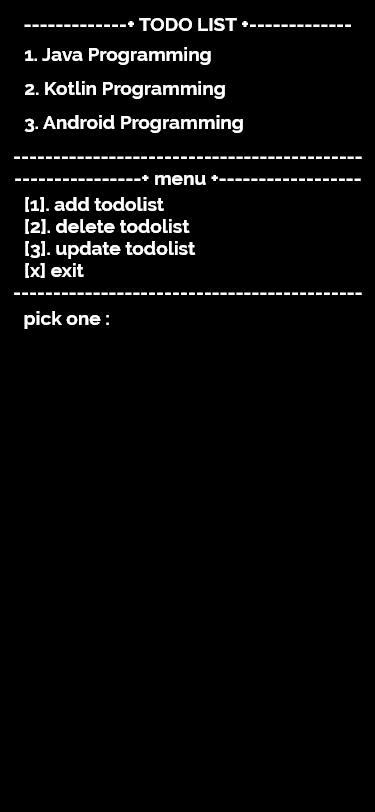 -------------+ TODO LIST +-------------
1. Java Programming
2. Kotlin Programming
3. Android Programming
--------------------------------------------
----------------+ menu +------------------
[1]. add todolist
[2]. delete todolist
[3]. update todolist
[x] exit
--------------------------------------------
pick one :